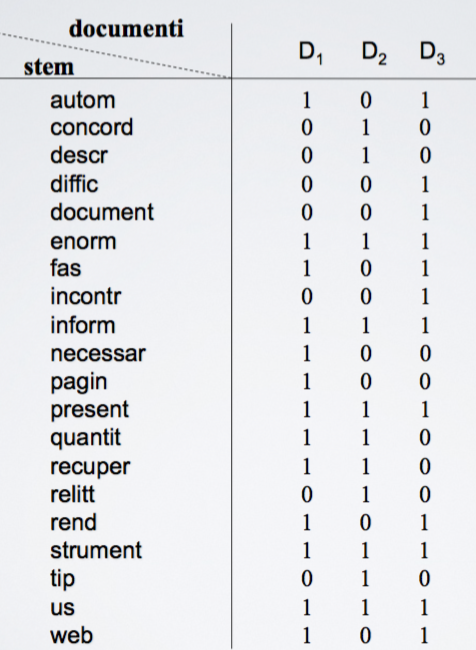 documenti
stem D1 D2 D3
autom 1 0 1
concord 0 1 0
descr 0 1 0
diffic 0 0 1
document 0 0 1
enorm 1 1 1
fas 1 0 1
incontr 0 0 1
inform 1 1 1
necessar 1 0 0
pagin 1 0 0
present 1 1 1
quantit 1 1 0
recuper 1 1 0
relitt 0 1 0
rend 1 0 1
strument 1 1 1
tip 0 1 0
us 1 1 1
web 1 0 1